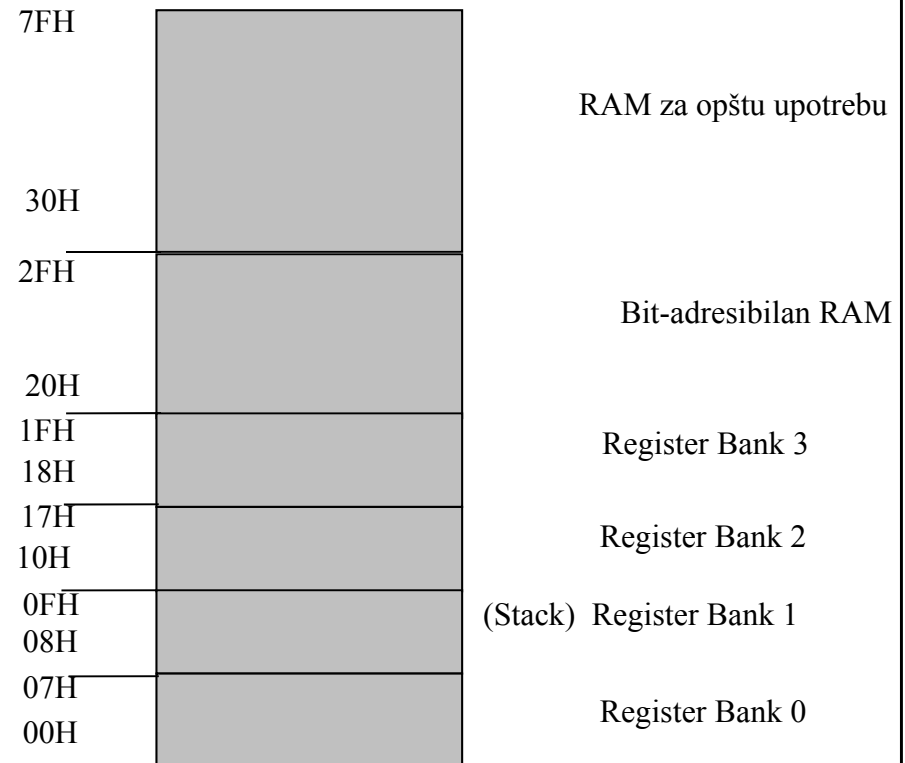 7FH
RAM za opštu upotrebu
30H
2FH
Bit-adresibilan RAM
20H
1FH
Register Bank 3
18H
17H
Register Bank 2
10H
0FH
(Stack) Register Bank 1
08H
07H
Register Bank 0
00H